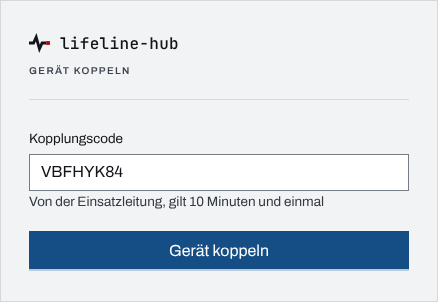 lifeline-hub
GERÄT KOPPELN
Kopplungscode
VBFHYK84
Von der Einsatzleitung, gilt 10 Minuten und einmal
Gerät koppeln